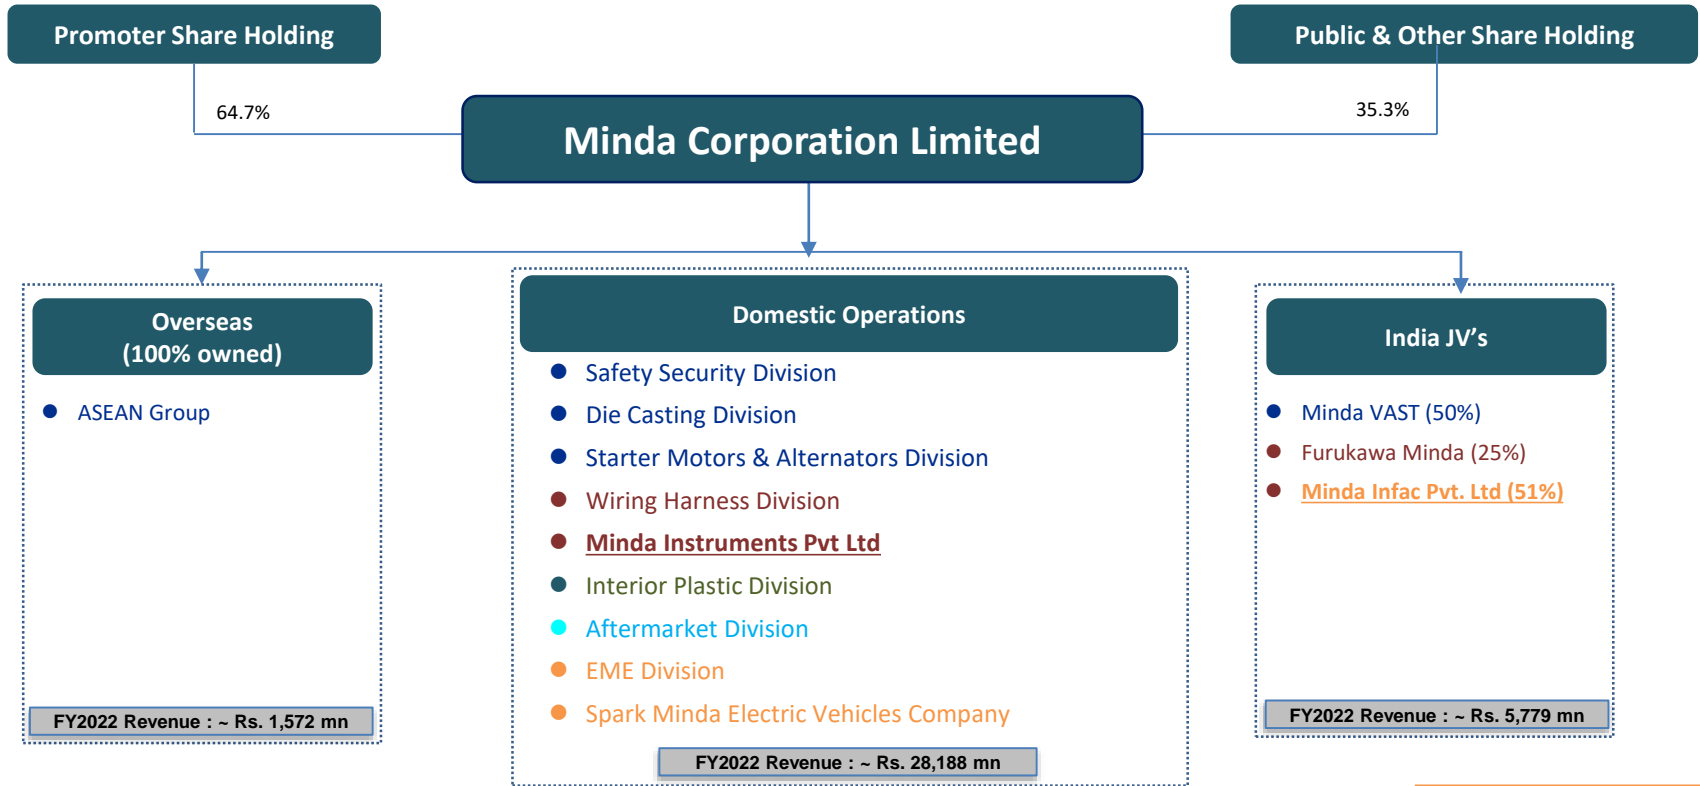 Promoter Share Holding
Public & Other Share Holding
64.7%
35.3%
Minda Corporation Limited
Overseas
(100% owned)
ASEAN Group
FY2022 Revenue : ~ Rs. 1,572 mn
Domestic Operations
Safety Security Division
Die Casting Division
Starter Motors & Alternators Division
Wiring Harness Division
Minda Instruments Pvt Ltd
Interior Plastic Division
Aftermarket Division
EME Division
Spark Minda Electric Vehicles Company
FY2022 Revenue : ~ Rs. 28,188 mn
India JV's
Minda VAST (50%)
Furukawa Minda (25%)
Minda Infac Pvt. Ltd (51%)
FY2022 Revenue : ~ Rs. 5,779 mn